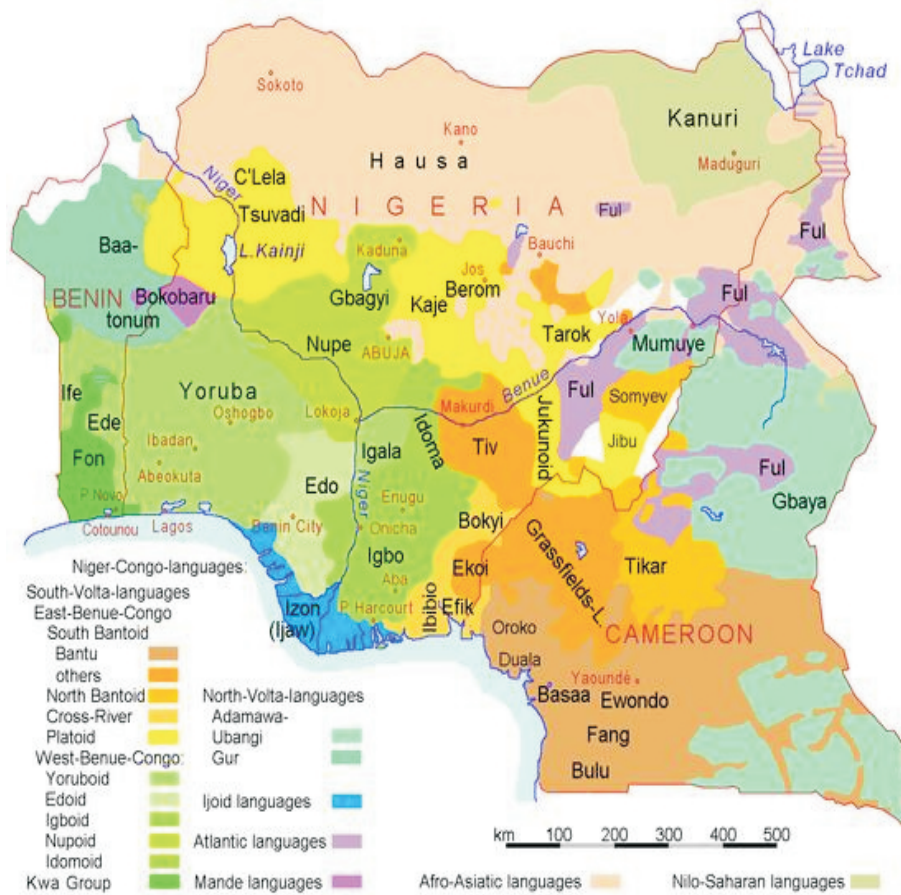 Lake
Tchad
Sokoto
Kanuri
Kano
Hausa
Maduguri
Niger
C'Lela
NIGERIA
Tsuvadi
Ful
Ful
Baa-
L.Kainji
Kaduna
Bauchi
Jos
Berom
BENIN
Bokobaru
Gbagyi
Kaje
Ful
tonum
Yola
Tarok
Mumuye
Nupe
ABUJA
Benue
Yoruba
Ife
Ful
Somyev
Oshogbo
Lokoja
Makurdi
Jukunoid
Ede
Idoma
Ibadan
Igala
Tiv
Jibu
Fon
Abeokuta
Ful
Edo
Niger
Enugu
Gbaya
P.Novo
Benin City
Onicha
Bokyi
Cotounou
Lagos
Igbo
Grassfields-L.
Tikar
Ekoi
Aba
Izon
(Ijaw)
P.Harcourt
Ibibio
Efik
Oroko
CAMEROON
Duala
Yaoundé
Basaa
Ewondo
Fang
Bulu
Niger-Congo-languages:
South-Volta-languages
East-Benue-Congo
South Bantoid
Bantu
others
North Bantoid
Cross-River
Platoid
West-Benue-Congo:
Yoruboid
Edoid
Igboid
Nupoid
Idomoid
Kwa Group
North-Volta-languages
Adamawa-
Ubangi
Gur
Ijoid languages
Atlantic languages
Mande languages
km 100 200 300 400 500
Afro-Asiatic languages
Nilo-Saharan languages